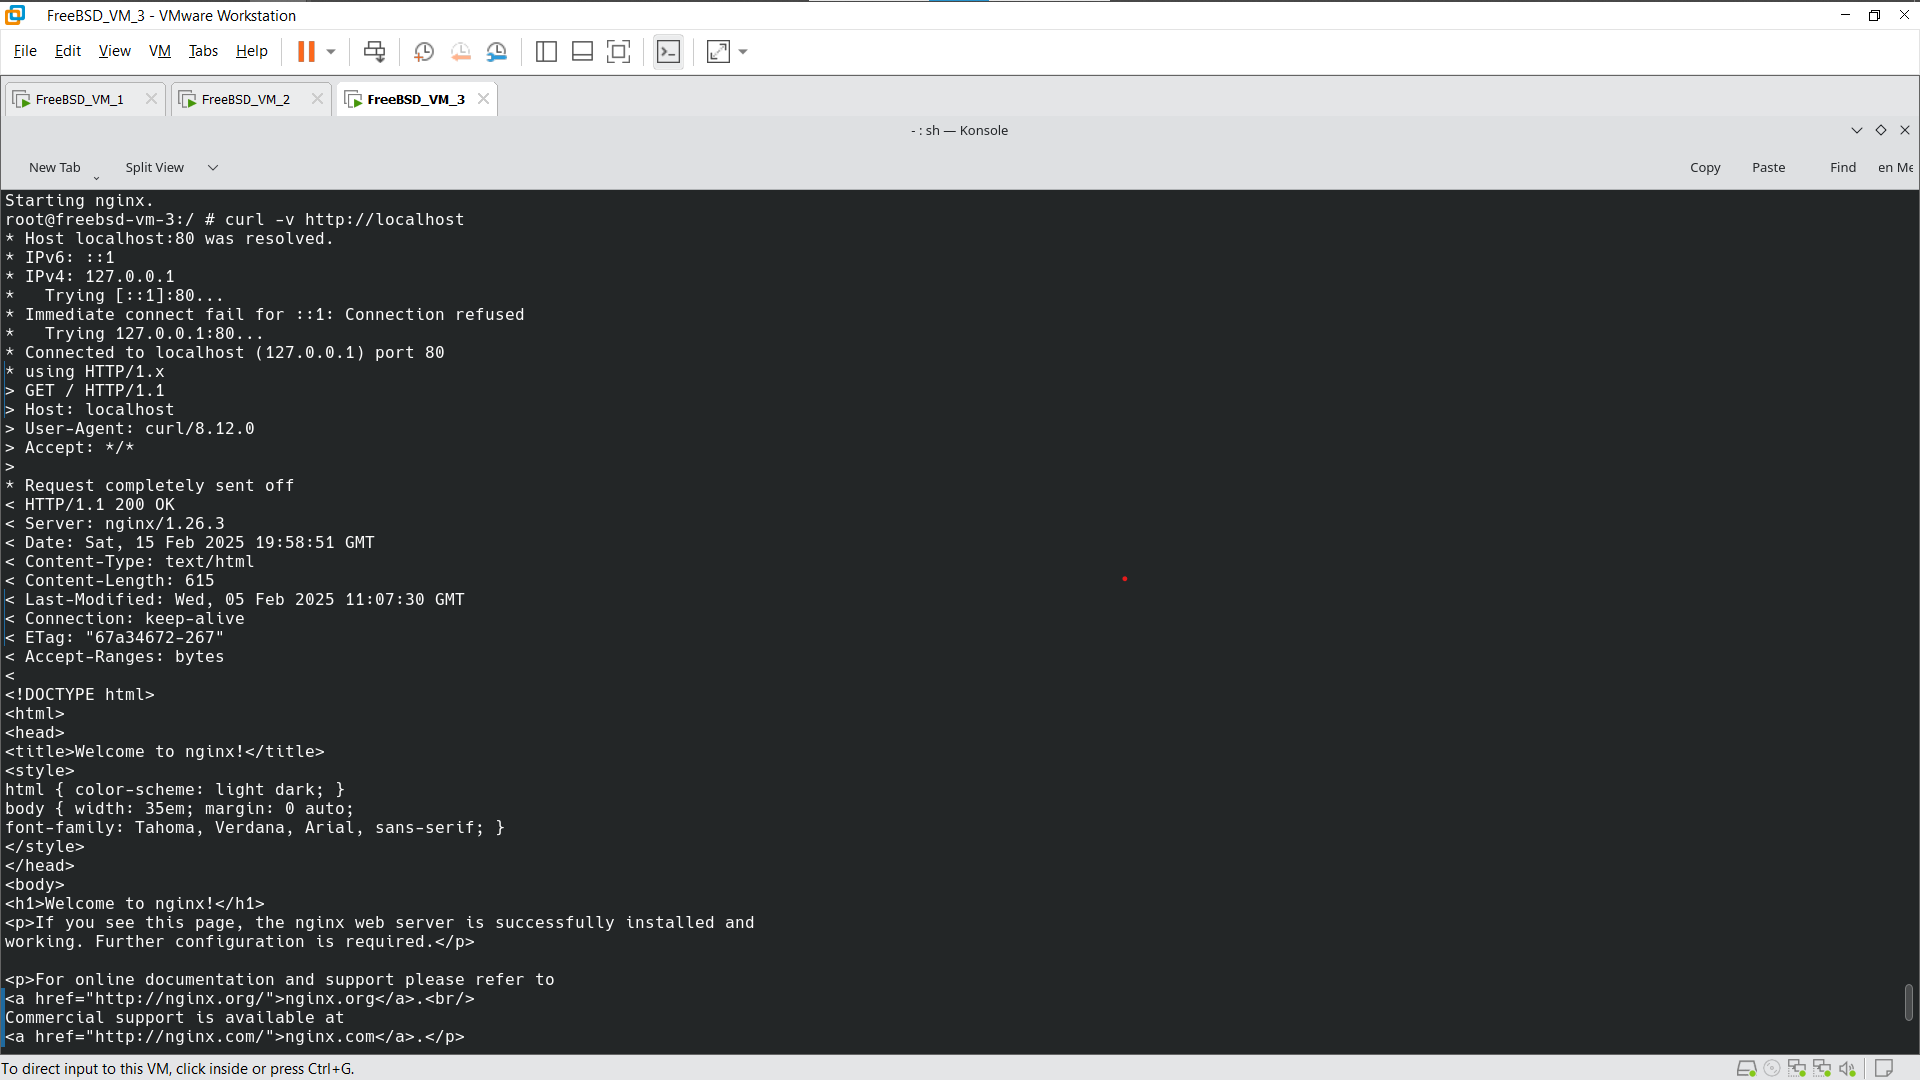 FreeBSD_VM_3 - VMware Workstation
File Edit View VM Tabs Help
FreeBSD_VM_1 FreeBSD_VM_2 FreeBSD_VM_3
- : sh — Konsole
New Tab Split View Copy Paste Find en Me
Starting nginx.
root@freebsd-vm-3:/ # curl -v http://localhost
* Host localhost:80 was resolved.
* IPv6: ::1
* IPv4: 127.0.0.1
*   Trying [::1]:80...
* Immediate connect fail for ::1: Connection refused
*   Trying 127.0.0.1:80...
* Connected to localhost (127.0.0.1) port 80
* using HTTP/1.x
> GET / HTTP/1.1
> Host: localhost
> User-Agent: curl/8.12.0
> Accept: */*
>
* Request completely sent off
< HTTP/1.1 200 OK
< Server: nginx/1.26.3
< Date: Sat, 15 Feb 2025 19:58:51 GMT
< Content-Type: text/html
< Content-Length: 615
< Last-Modified: Wed, 05 Feb 2025 11:07:30 GMT
< Connection: keep-alive
< ETag: "67a34672-267"
< Accept-Ranges: bytes
<
<!DOCTYPE html>
<html>
<head>
<title>Welcome to nginx!</title>
<style>
html { color-scheme: light dark; }
body { width: 35em; margin: 0 auto;
font-family: Tahoma, Verdana, Arial, sans-serif; }
</style>
</head>
<body>
<h1>Welcome to nginx!</h1>
<p>If you see this page, the nginx web server is successfully installed and
working. Further configuration is required.</p>

<p>For online documentation and support please refer to
<a href="http://nginx.org/">nginx.org</a>.<br/>
Commercial support is available at
<a href="http://nginx.com/">nginx.com</a>.</p>
To direct input to this VM, click inside or press Ctrl+G.